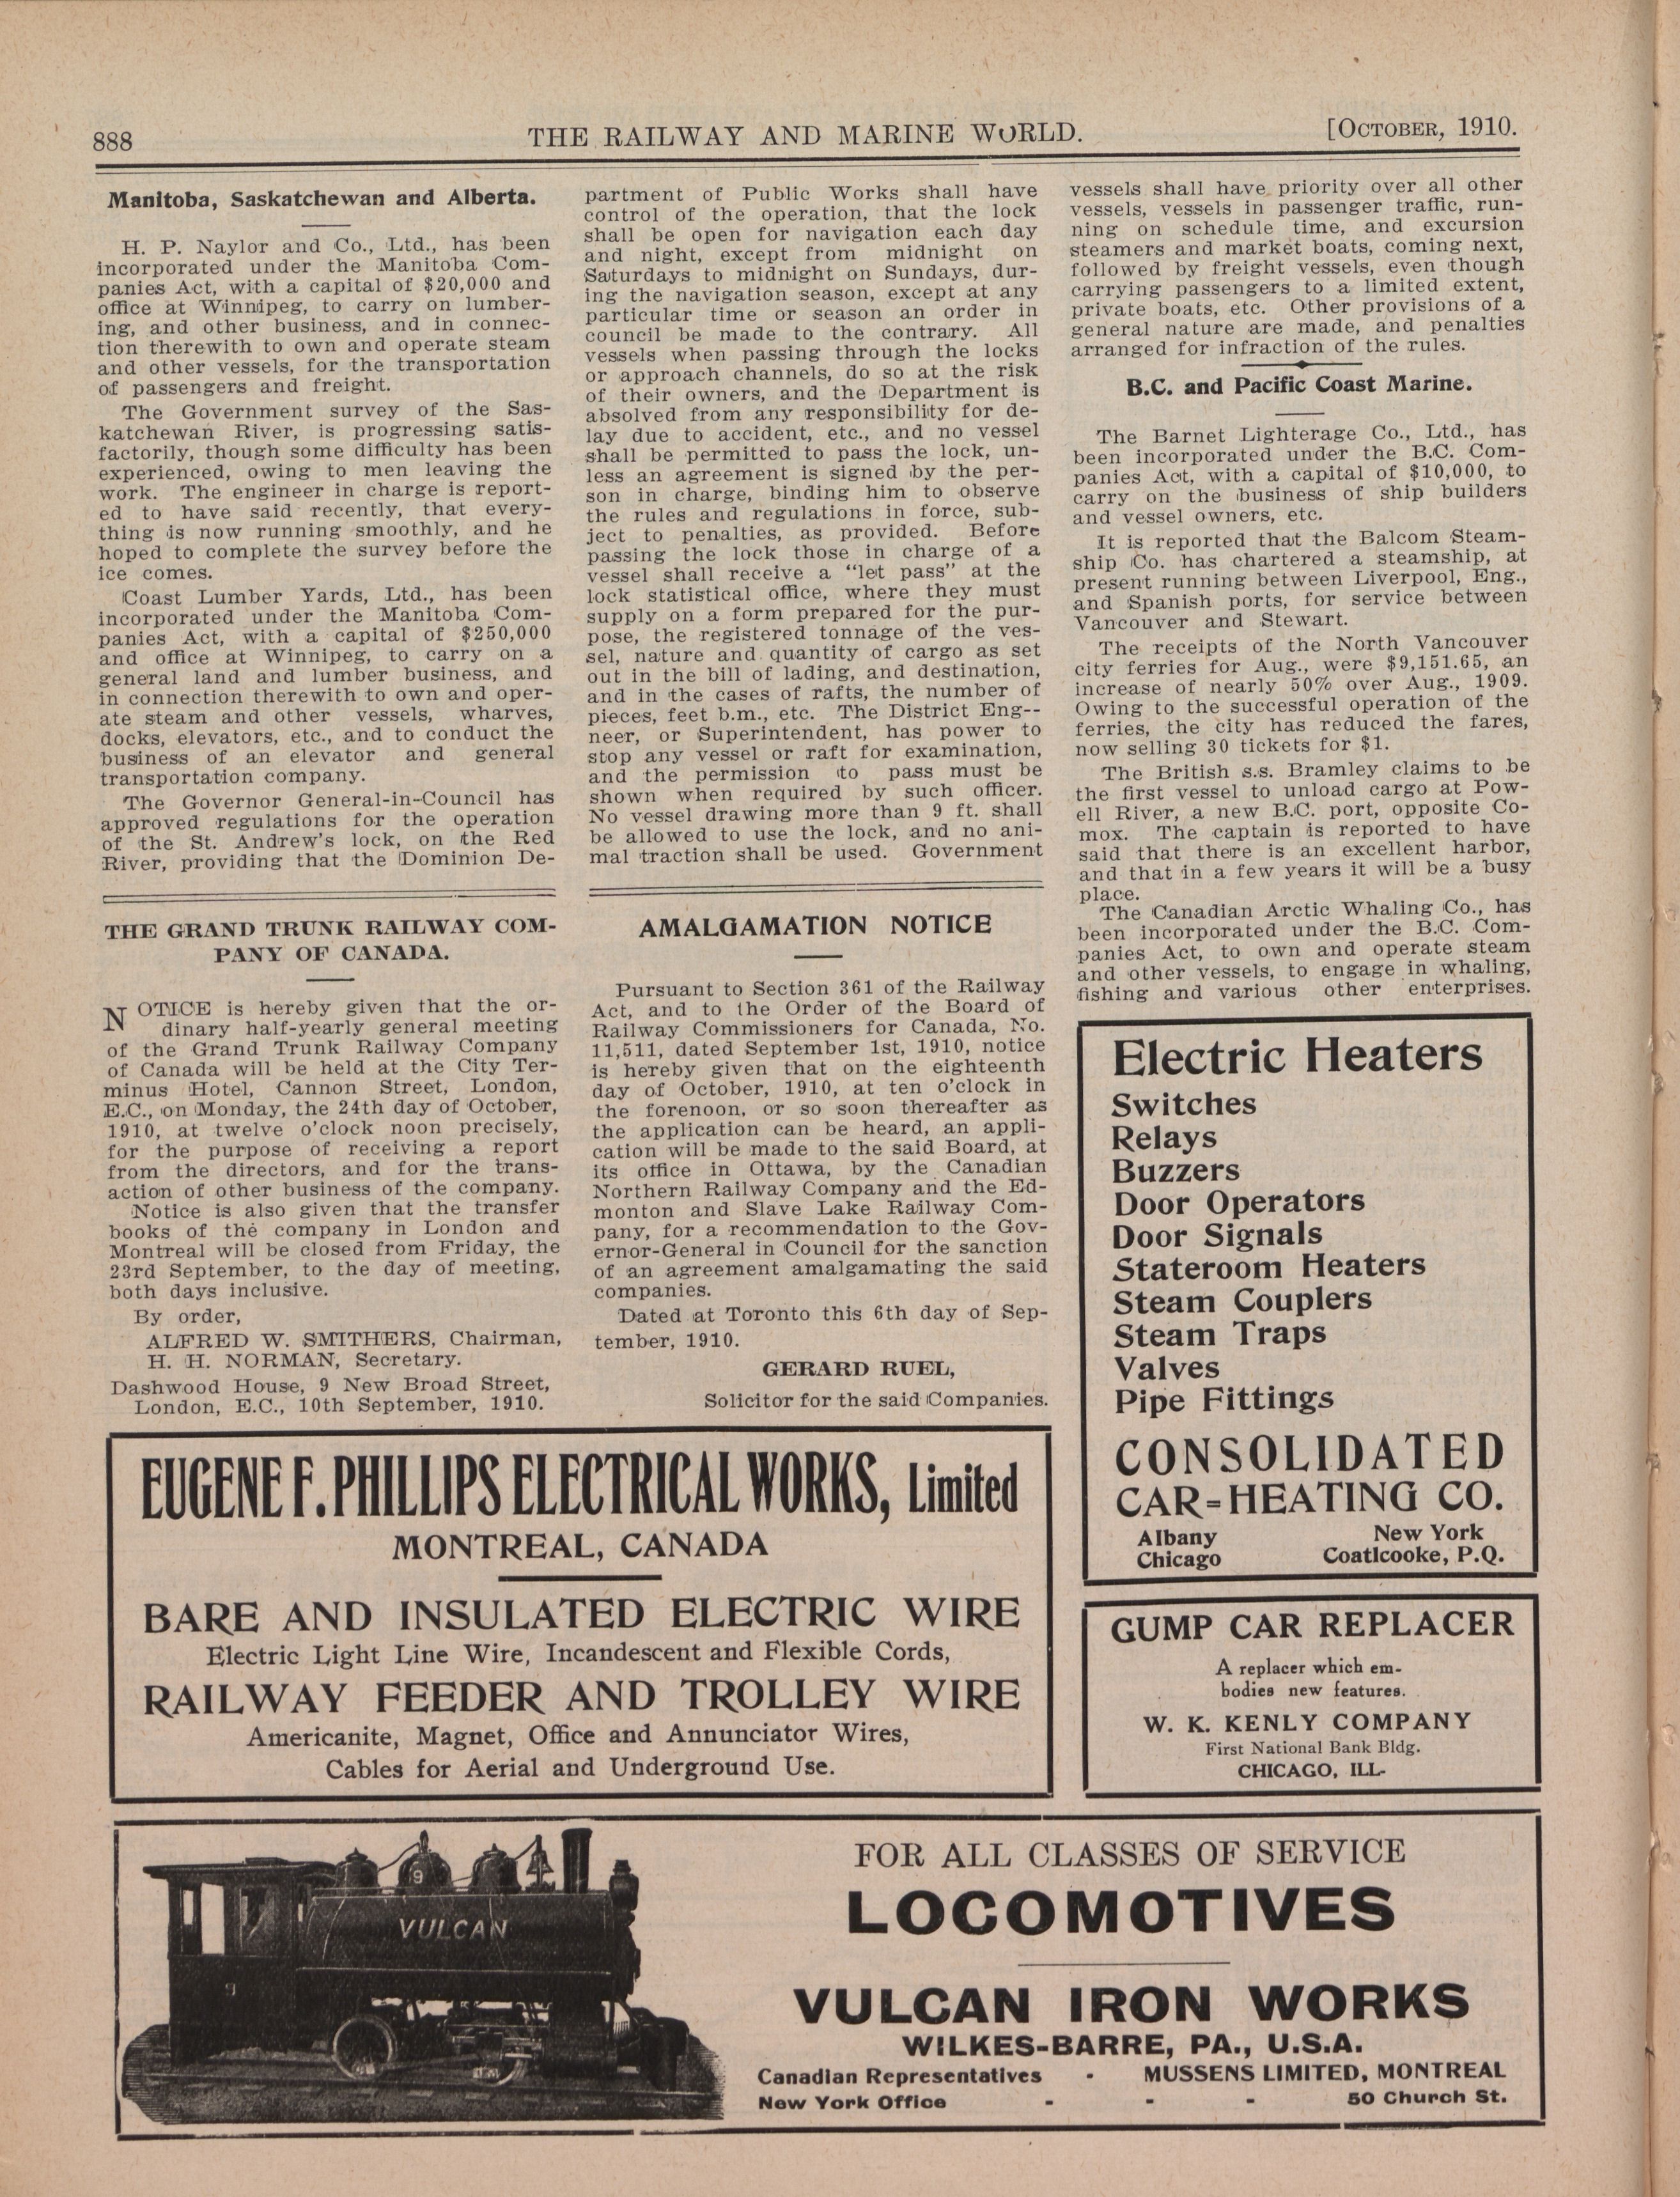 888
THE RAILWAY AND MARINE WORLD.
[OCTOBER, 1910.
Manitoba, Saskatchewan and Alberta.
H. P. Naylor and Co., Ltd., has been
incorporated under the Manitoba Com-
panies Act, with a capital of $20,000 and
office at Winnipeg, to carry on lumber-
ing, and other business, and in connec-
tion therewith to own and operate steam
and other vessels, for the transportation
of passengers and freight.
The Government survey of the Sas-
katchewan River, is progressing satis-
factorily, though some difficulty has been
experienced, owing to men leaving the
work. The engineer in charge is report-
ed to have said recently, that every-
thing is now running smoothly, and he
hoped to complete the survey before the
ice comes.
Coast Lumber Yards, Ltd., has been
incorporated under the Manitoba Com-
panies Act, with a capital of $250,000
and office at Winnipeg, to carry on a
general land and lumber business, and
in connection therewith to own and oper-
ate steam and other vessels, wharves,
docks, elevators, etc., and to conduct the
business of an elevator and general
transportation company.
The Governor General-in-Council has
approved regulations for the operation
of the St. Andrew's lock, on the Red
River, providing that the Dominion De-
partment of Public Works shall have
control of the operation, that the lock
shall be open for navigation each day
and night, except from midnight on
Saturdays to midnight on Sundays, dur-
ing the navigation season, except at any
particular time or season an order in
council be made to the contrary. All
vessels when passing through the locks
or approach channels, do so at the risk
of their owners, and the Department is
absolved from any responsibility for de-
lay due to accident, etc., and no vessel
shall be permitted to pass the lock, un-
less an agreement is signed by the per-
son in charge, binding him to observe
the rules and regulations in force, sub-
ject to penalties, as provided. Before
passing the lock those in charge of a
vessel shall receive a "let pass" at the
lock statistical office, where they must
supply on a form prepared for the pur-
pose, the registered tonnage of the ves-
sel, nature and quantity of cargo as set
out in the bill of lading, and destination,
and in the cases of rafts, the number of
pieces, feet b.m., etc. The District Eng--
neer, or Superintendent, has power to
stop any vessel or raft for examination,
and the permission to pass must be
shown when required by such officer.
No vessel drawing more than 9 ft. shall
be allowed to use the lock, and no ani-
mal traction shall be used. Government
vessels shall have priority over all other
vessels, vessels in passenger traffic, run-
ning on schedule time, and excursion
steamers and market boats, coming next,
followed by freight vessels, even though
carrying passengers to a limited extent,
private boats, etc. Other provisions of a
general nature are made, and penalties
arranged for infraction of the rules.
B.C. and Pacific Coast Marine.
The Barnet Lighterage Co., Ltd., has
been incorporated under the B.C. Com-
panies Act, with a capital of $10,000, to
carry on the business of ship builders
and vessel owners, etc.
It is reported that the Balcom Steam-
ship Co. has chartered a steamship, at
present running between Liverpool, Eng.,
and Spanish ports, for service between
Vancouver and Stewart.
The receipts of the North Vancouver
city ferries for Aug., were $9,151.65, an
increase of nearly 50% over Aug., 1909.
Owing to the successful operation of the
ferries, the city has reduced the fares,
now selling 30 tickets for $1.
The British s.s. Bramley claims to be
the first vessel to unload cargo at Pow-
ell River, a new B.C. port, opposite Co-
mox. The captain is reported to have
said that there is an excellent harbor,
and that in a few years it will be a busy
place.
The Canadian Arctic Whaling Co., has
been incorporated under the B.C. Com-
panies Act, to own and operate steam
and other vessels, to engage in whaling,
fishing and various other enterprises.
THE GRAND TRUNK RAILWAY COM-
PANY OF CANADA.
NOTICE is hereby given that the or-
dinary half-yearly general meeting
of the Grand Trunk Railway Company
of Canada will be held at the City Ter-
minus Hotel, Cannon Street, London,
E.C., on Monday, the 24th day of October,
1910, at twelve o'clock noon precisely,
for the purpose of receiving a report
from the directors, and for the trans-
action of other business of the company.
Notice is also given that the transfer
books of the company in London and
Montreal will be closed from Friday, the
23rd September, to the day of meeting,
both days inclusive.
By order,
ALFRED W. SMITHERS, Chairman,
H. H. NORMAN, Secretary.
Dashwood House, 9 New Broad Street,
London, E.C., 10th September, 1910.
AMALGAMATION NOTICE
Pursuant to Section 361 of the Railway
Act, and to the Order of the Board of
Railway Commissioners for Canada, No.
11,511, dated September 1st, 1910, notice
is hereby given that on the eighteenth
day of October, 1910, at ten o'clock in
the forenoon, or so soon thereafter as
the application can be heard, an appli-
cation will be made to the said Board, at
its office in Ottawa, by the Canadian
Northern Railway Company and the Ed-
monton and Slave Lake Railway Com-
pany, for a recommendation to the Gov-
ernor-General in Council for the sanction
of an agreement amalgamating the said
companies.
Dated at Toronto this 6th day of Sep-
tember, 1910.
GERARD RUEL,
Solicitor for the said Companies.
Electric Heaters
Switches
Relays
Buzzers
Door Operators
Door Signals
Stateroom Heaters
Steam Couplers
Steam Traps
Valves
Pipe Fittings
CONSOLIDATED
CAR-HEATING CO.
Albany New York
Chicago Coatlcooke, P.Q.
EUGENE F. PHILLIPS ELECTRICAL WORKS, Limited
MONTREAL, CANADA
BARE AND INSULATED ELECTRIC WIRE
Electric Light Line Wire, Incandescent and Flexible Cords,
RAILWAY FEEDER AND TROLLEY WIRE
Americanite, Magnet, Office and Annunciator Wires,
Cables for Aerial and Underground Use.
GUMP CAR REPLACER
A replacer which em-
bodies new features.
W. K. KENLY COMPANY
First National Bank Bldg.
CHICAGO, ILL-
9
VULCAN
9
FOR ALL CLASSES OF SERVICE
LOCOMOTIVES
VULCAN IRON WORKS
WILKES-BARRE, PA., U.S.A.
Canadian Representatives - MUSSENS LIMITED, MONTREAL
New York Office - - - 50 Church St.